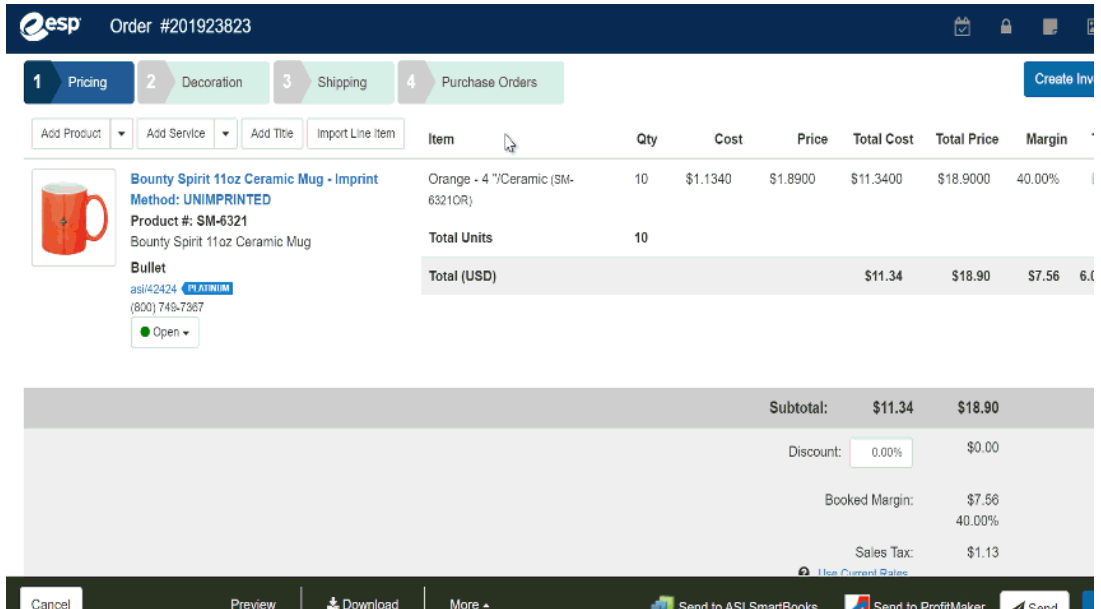 esp Order #201923823
1 Pricing 2 Decoration 3 Shipping 4 Purchase Orders
Create Inv
Add Product Add Service Add Title Import Line Item
Item Qty Cost Price Total Cost Total Price Margin
Bounty Spirit 11oz Ceramic Mug - Imprint
Method: UNIMPRINTED
Product #: SM-6321
Bounty Spirit 11oz Ceramic Mug
Bullet
asi/42424 PLATINUM
(800) 749-7367
Open
Orange - 4 "/Ceramic (SM-
6321OR)
10 $1.1340 $1.8900 $11.3400 $18.9000 40.00%
Total Units 10
Total (USD) $11.34 $18.90 $7.56 6.0
Subtotal: $11.34 $18.90
Discount: 0.00% $0.00
Booked Margin: $7.56
40.00%
Sales Tax: $1.13
Use Current Rates
Cancel Preview Download More Send to ASI SmartBooks Send to ProfitMaker Send